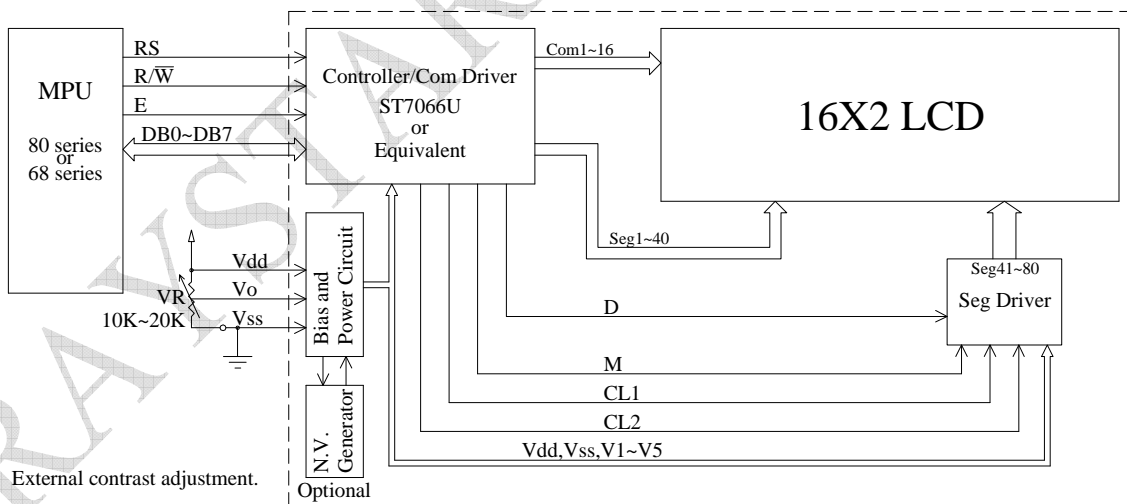 MPU
80 series
or
68 series
RS
R/W̅
E
DB0~DB7
Controller/Com Driver
ST7066U
or
Equivalent
Com1~16
16X2 LCD
Seg1~40
Seg41~80
Seg Driver
Vdd
Vo
Vss
VR
10K~20K
Bias and
Power Circuit
D
M
CL1
CL2
Vdd,Vss,V1~V5
N.V.
Generator
Optional
External contrast adjustment.
RAYSTAR